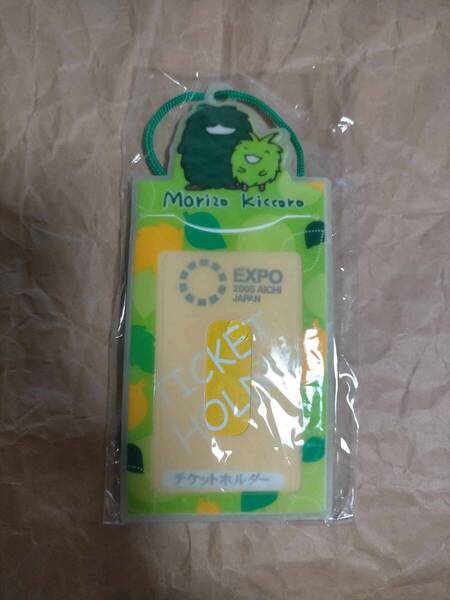 Morizo Kiccoro
EXPO
2005 AICHI
JAPAN
TICKET
HOLDER
チケットホルダー